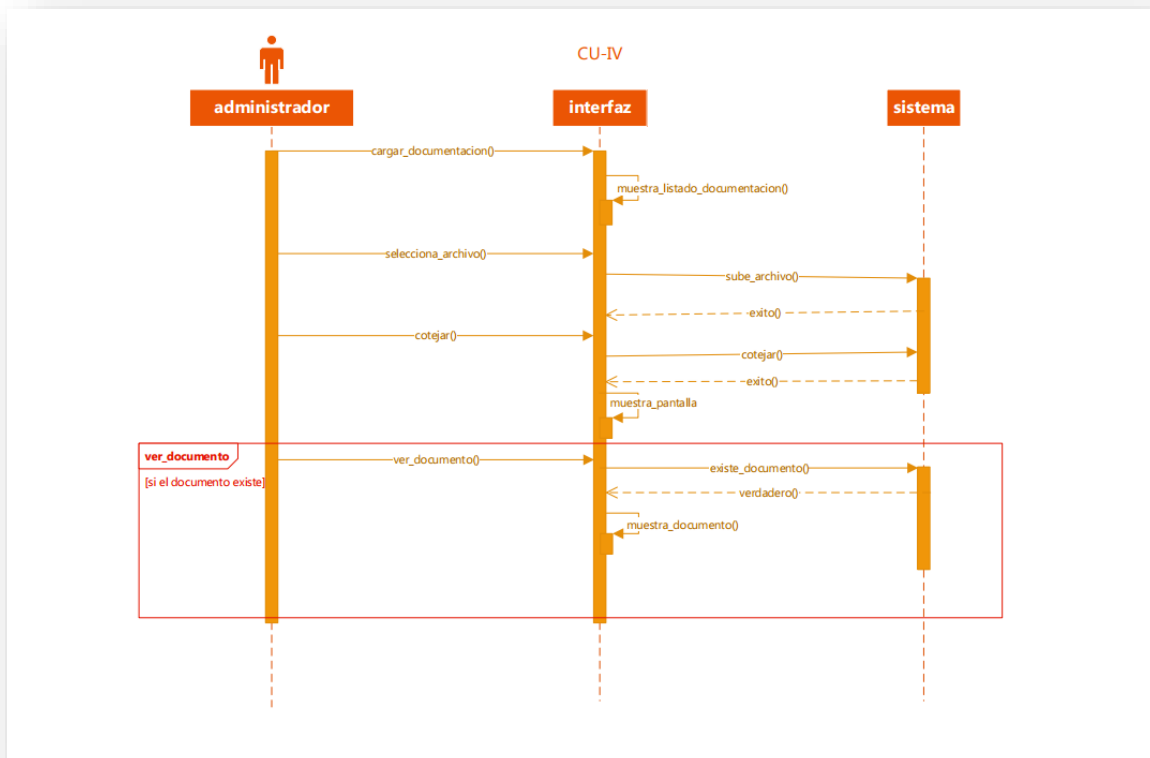 CU-IV
administrador
interfaz
sistema
cargar_documentacion()
muestra_listado_documentacion()
selecciona_archivo()
sube_archivo()
exito()
cotejar()
cotejar()
exito()
muestra_pantalla
ver_documento
ver_documento()
existe_documento()
[si el documento existe]
verdadero()
muestra_documento()